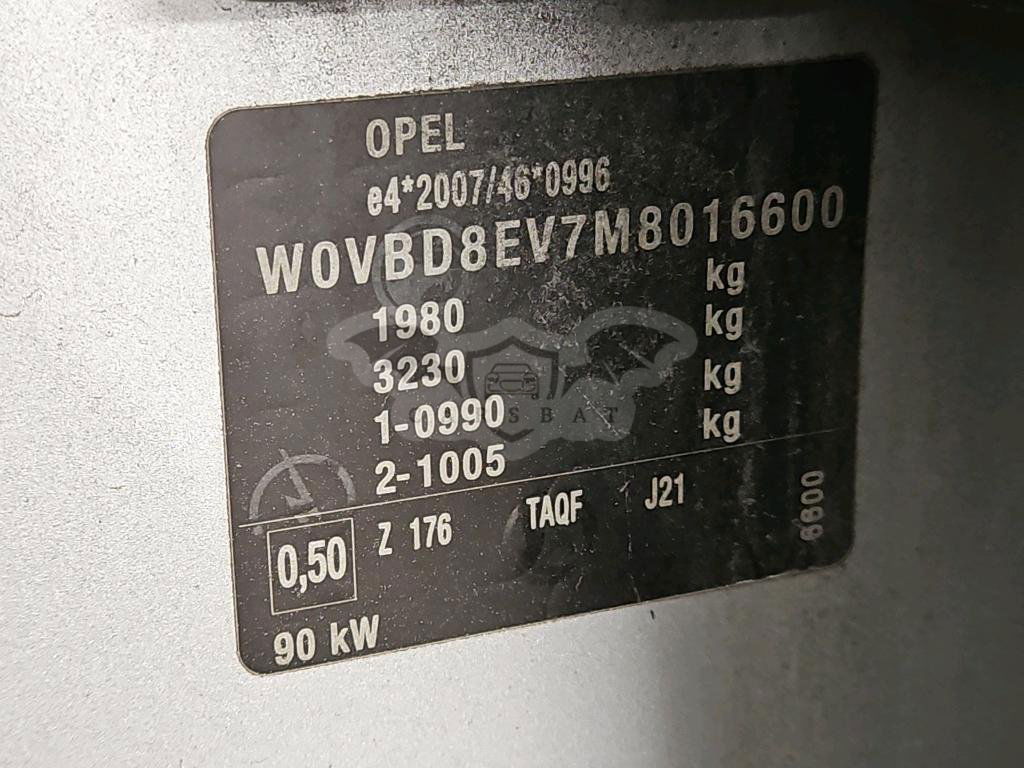 OPEL
e4*2007/46*0996
W0VBD8EV7M8016600
1980 kg
3230 kg
1-0990 kg
2-1005 kg
0,50 Z 176 TAQF J21 6600
90 kW